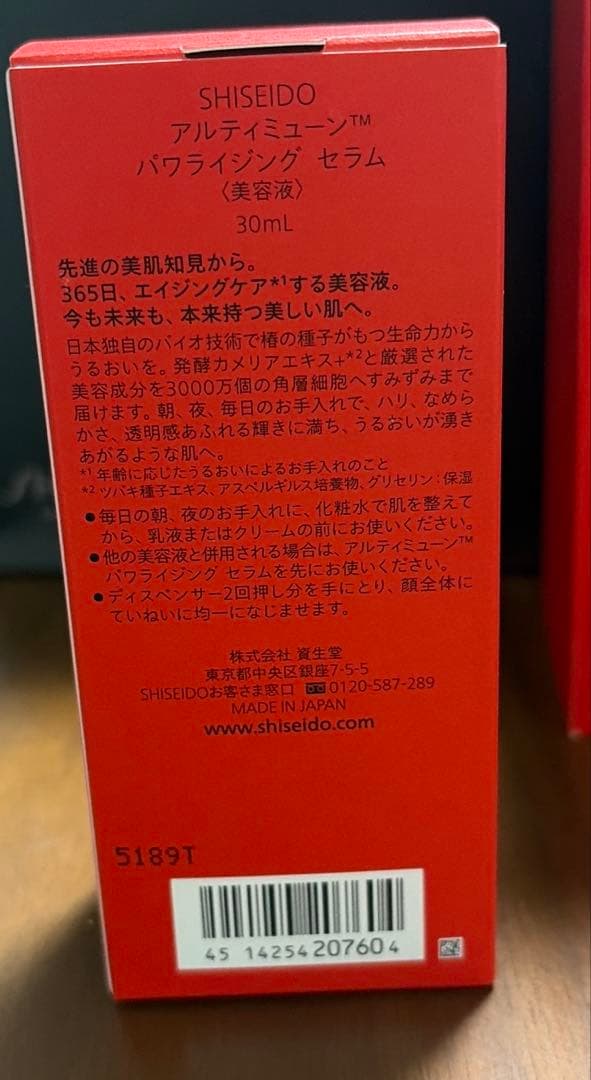 SHISEIDO
アルティミューン™
パワライジング セラム
〈美容液〉
30mL
先進の美肌知見から。
365日、エイジングケア*1する美容液。
今も未来も、本来持つ美しい肌へ。
日本独自のバイオ技術で椿の種子がもつ生命力から
うるおいを。発酵カメリアエキス+*2と厳選された
美容成分を3000万個の角層細胞へすみずみまで
届けます。朝、夜、毎日のお手入れで、ハリ、なめら
かさ、透明感あふれる輝きに満ち、うるおいが湧き
あがるような肌へ。
*1 年齢に応じたうるおいによるお手入れのこと
*2 ツバキ種子エキス、アスペルギルス培養物、グリセリン:保湿
●毎日の朝、夜のお手入れに、化粧水で肌を整えて
から、乳液またはクリームの前にお使いください。
●他の美容液と併用される場合は、アルティミューン™
パワライジング セラムを先にお使いください。
●ディスペンサー2回押し分を手にとり、顔全体に
ていねいに均一になじませます。
株式会社 資生堂
東京都中央区銀座7-5-5
SHISEIDOお客さま窓口 0120-587-289
MADE IN JAPAN
www.shiseido.com
5189T
45 14254 207604